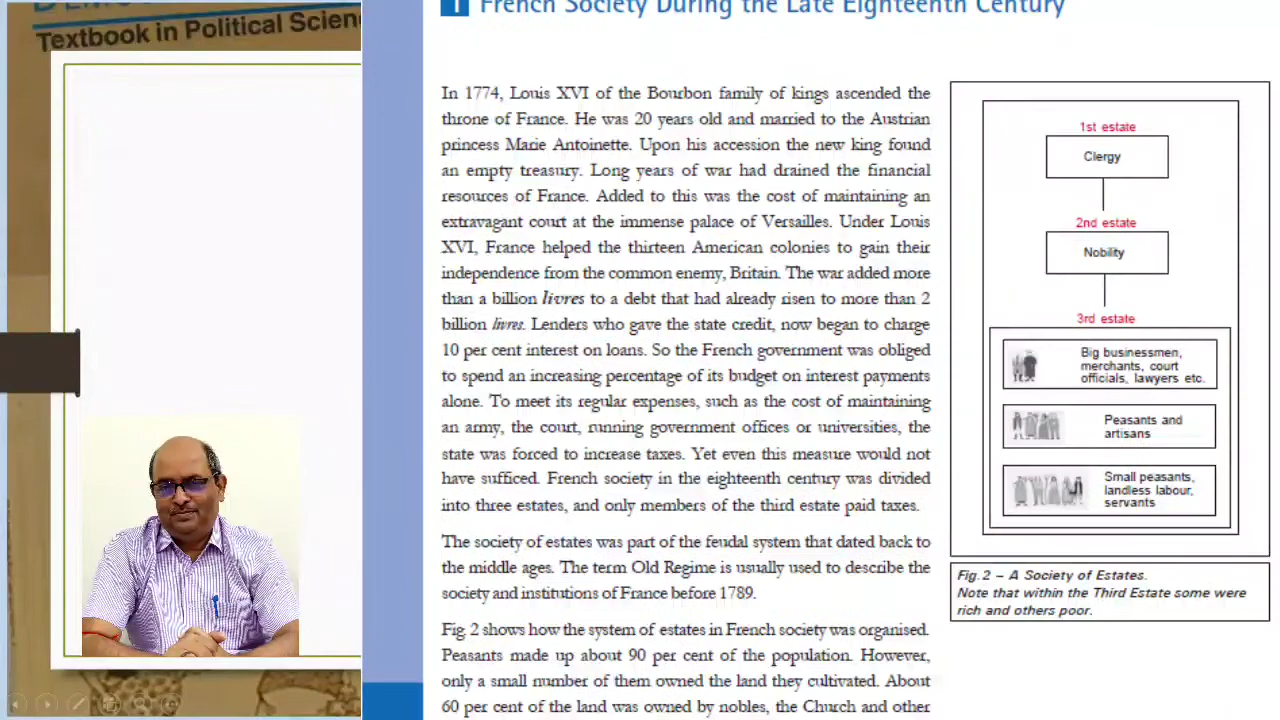 Textbook in Political Scien
1 French Society During the Late Eighteenth Century
In 1774, Louis XVI of the Bourbon family of kings ascended the
throne of France. He was 20 years old and married to the Austrian
princess Marie Antoinette. Upon his accession the new king found
an empty treasury. Long years of war had drained the financial
resources of France. Added to this was the cost of maintaining an
extravagant court at the immense palace of Versailles. Under Louis
XVI, France helped the thirteen American colonies to gain their
independence from the common enemy, Britain. The war added more
than a billion livres to a debt that had already risen to more than 2
billion livres. Lenders who gave the state credit, now began to charge
10 per cent interest on loans. So the French government was obliged
to spend an increasing percentage of its budget on interest payments
alone. To meet its regular expenses, such as the cost of maintaining
an army, the court, running government offices or universities, the
state was forced to increase taxes. Yet even this measure would not
have sufficed. French society in the eighteenth century was divided
into three estates, and only members of the third estate paid taxes.
The society of estates was part of the feudal system that dated back to
the middle ages. The term Old Regime is usually used to describe the
society and institutions of France before 1789.
Fig. 2 shows how the system of estates in French society was organised.
Peasants made up about 90 per cent of the population. However,
only a small number of them owned the land they cultivated. About
60 per cent of the land was owned by nobles, the Church and other
1st estate
Clergy
2nd estate
Nobility
3rd estate
Big businessmen,
merchants, court
officials, lawyers etc.
Peasants and
artisans
Small peasants,
landless labour,
servants
Fig.2 – A Society of Estates.
Note that within the Third Estate some were
rich and others poor.